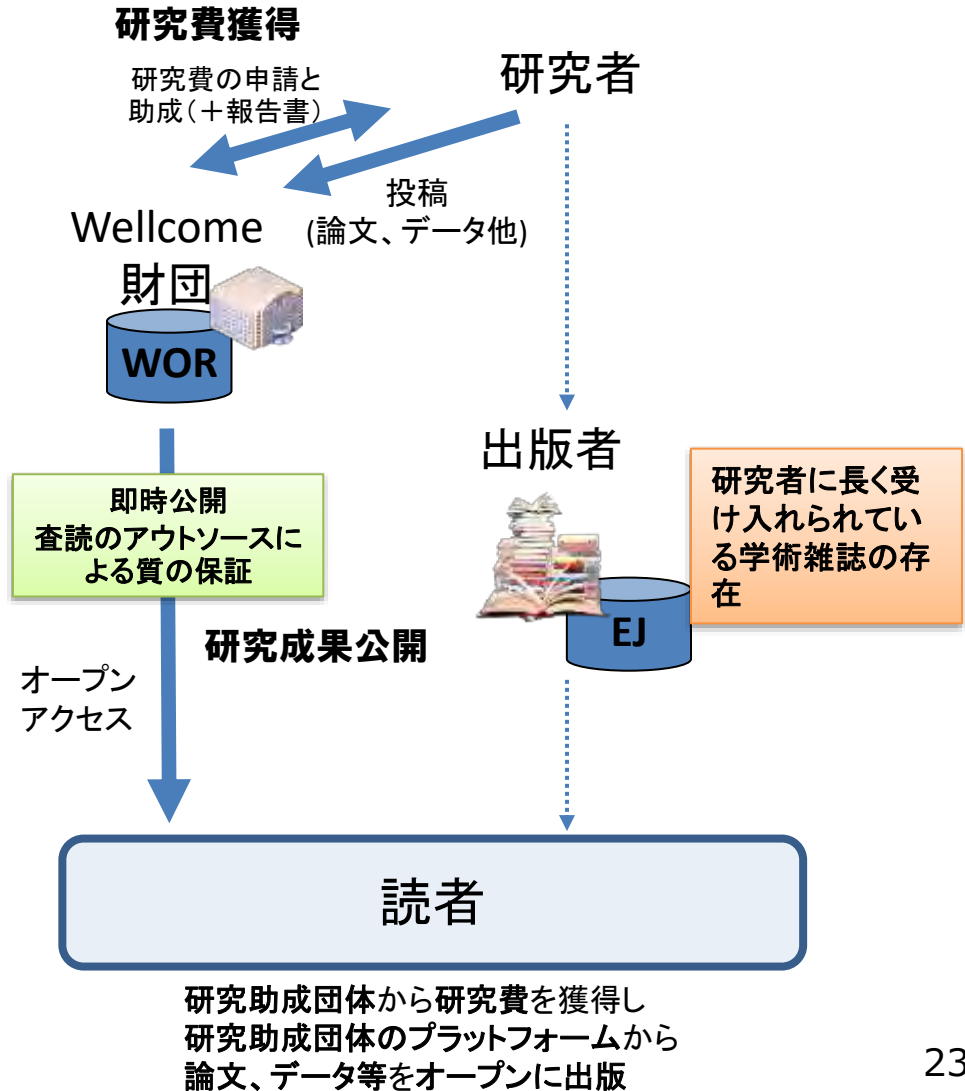 研究費獲得
研究費の申請と
助成（＋報告書）
研究者
投稿
(論文、データ他)
Wellcome
財団
WOR
出版者
研究者に長く受
け入れられてい
る学術雑誌の存
在
即時公開
査読のアウトソースに
よる質の保証
EJ
研究成果公開
オープン
アクセス
読者
研究助成団体から研究費を獲得し
研究助成団体のプラットフォームから
論文、データ等をオープンに出版
23